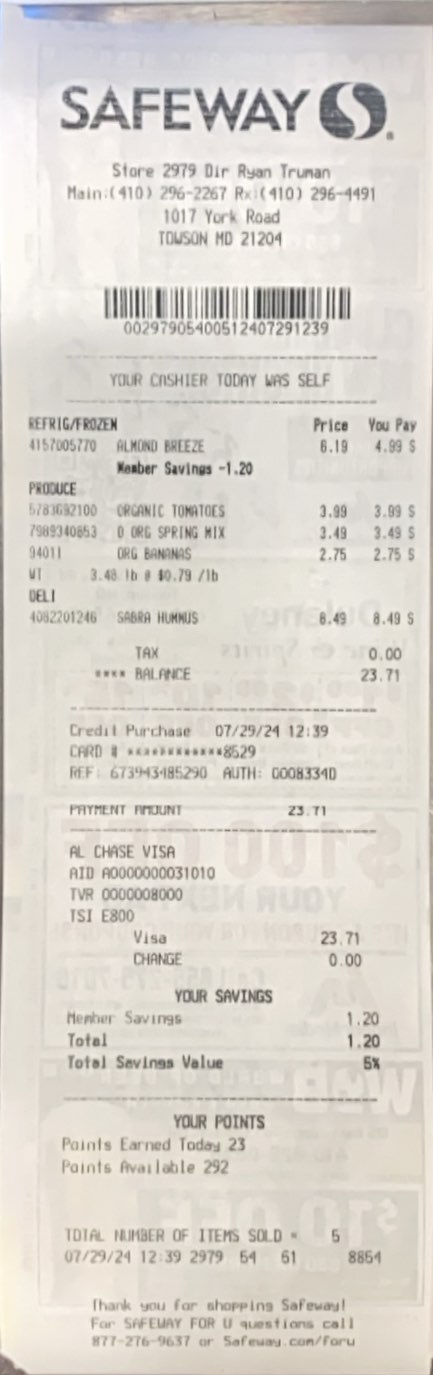 SAFEWAY
Store 2979 Dir Ryan Truman
Main:(410) 296-2267 Rx:(410) 296-4491
1017 York Road
TOWSON MD 21204
00297905400512407291239
YOUR CASHIER TODAY WAS SELF
REFRIG/FROZEN Price You Pay
4157005770 ALMOND BREEZE 6.19 4.99 S
Member Savings -1.20
PRODUCE
5783692100 ORGANIC TOMATOES 3.99 3.99 S
7989340853 O ORG SPRING MIX 3.49 3.49 S
94011 ORG BANANAS 2.75 2.75 S
WT 3.48 lb @ $0.79 /lb
DELI
4082201246 SABRA HUMMUS 8.49 8.49 S
TAX 0.00
**** BALANCE 23.71
Credit Purchase 07/29/24 12:39
CARD # ************8529
REF: 673943485290 AUTH: 0008334D
PAYMENT AMOUNT 23.71
AL CHASE VISA
AID A0000000031010
TVR 0000008000
TSI E800
Visa 23.71
CHANGE 0.00
YOUR SAVINGS
Member Savings 1.20
Total 1.20
Total Savings Value 5%
YOUR POINTS
Points Earned Today 23
Points Available 292
TOTAL NUMBER OF ITEMS SOLD = 5
07/29/24 12:39 2979 54 61 8854
Thank you for shopping Safeway!
For SAFEWAY FOR U questions call
877-276-9637 or Safeway.com/foru